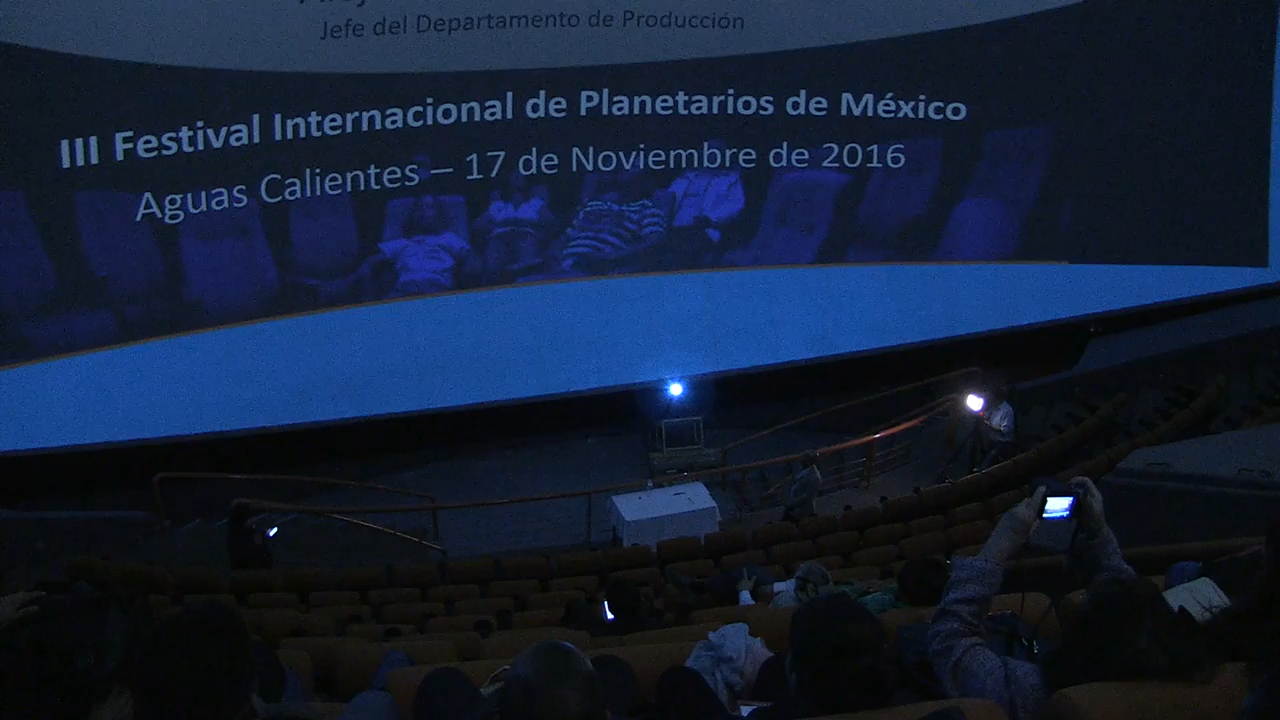 Jefe del Departamento de Producción
III Festival Internacional de Planetarios de México
Aguas Calientes – 17 de Noviembre de 2016